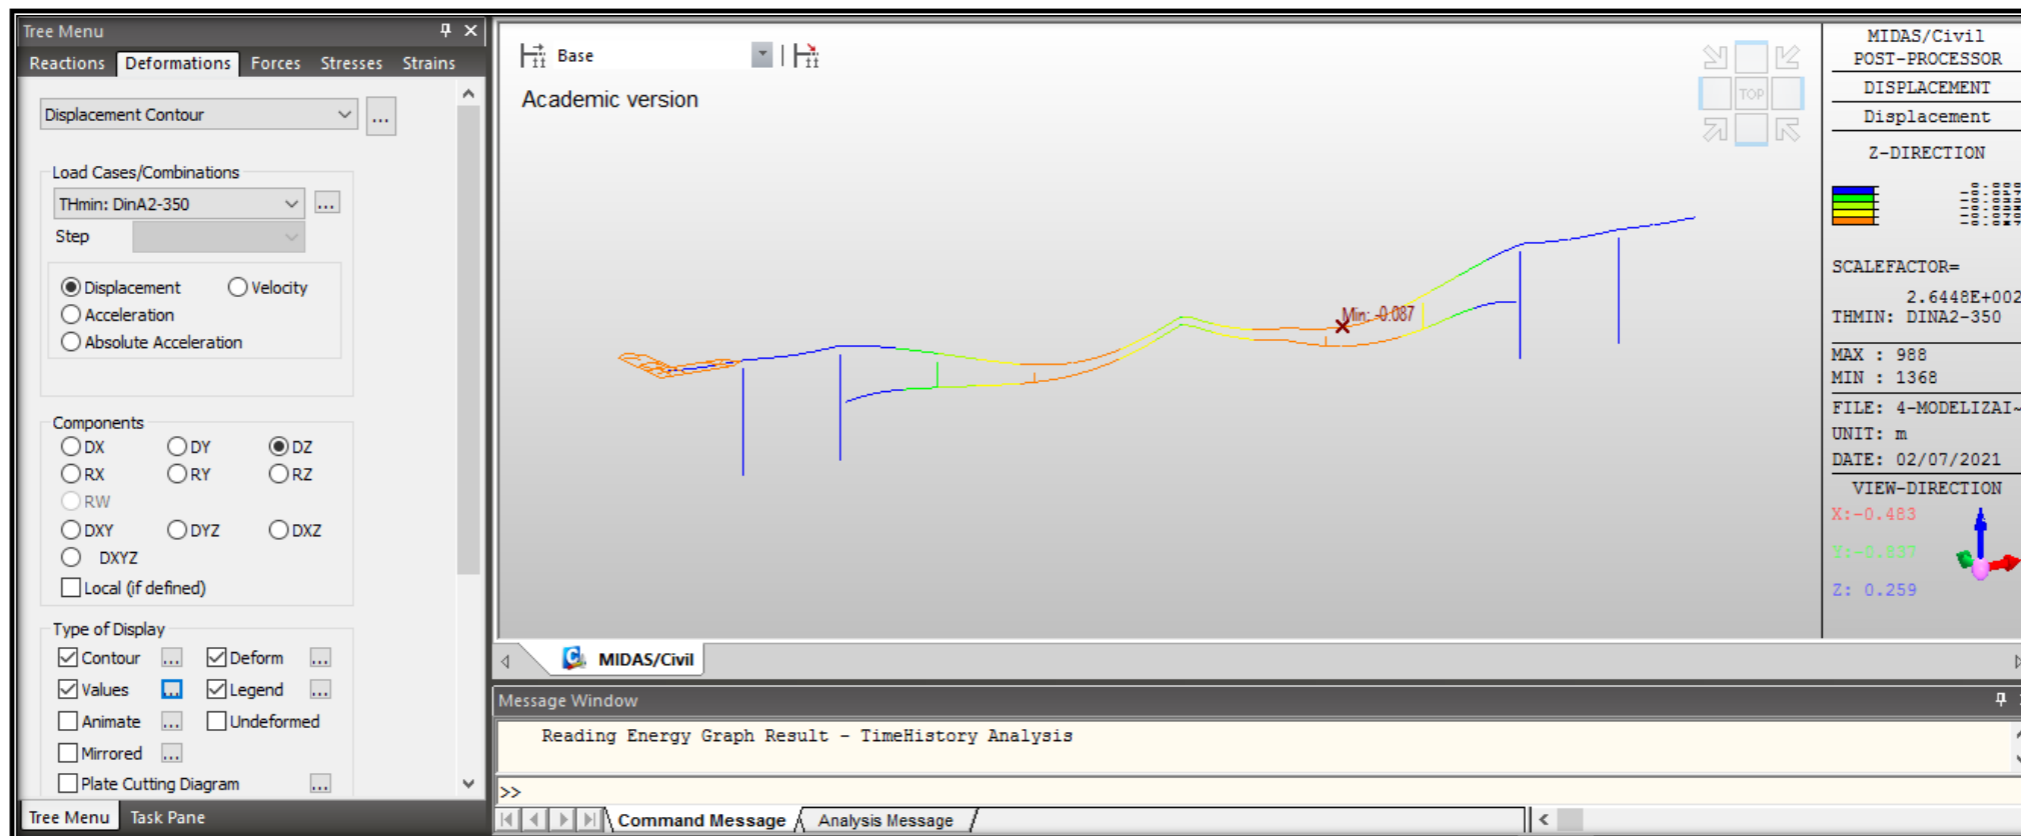 Tree Menu
Reactions Deformations Forces Stresses Strains
Displacement Contour
...
Load Cases/Combinations
THmin: DinA2-350
...
Step
Displacement Velocity
Acceleration
Absolute Acceleration
Components
DX DY DZ
RX RY RZ
RW
DXY DYZ DXZ
DXYZ
Local (if defined)
Type of Display
Contour ... Deform ...
Values ... Legend ...
Animate ... Undeformed
Mirrored ...
Plate Cutting Diagram ...
Tree Menu Task Pane
Base
Academic version
TOP
Min: -0.087
MIDAS/Civil
POST-PROCESSOR
DISPLACEMENT
Displacement
Z-DIRECTION
SCALEFACTOR=
2.6448E+002
THMIN: DINA2-350
MAX : 988
MIN : 1368
FILE: 4-MODELIZAI~
UNIT: m
DATE: 02/07/2021
VIEW-DIRECTION
X:-0.483
Y:-0.837
Z: 0.259
MIDAS/Civil
Message Window
Reading Energy Graph Result - TimeHistory Analysis
>>
Command Message Analysis Message